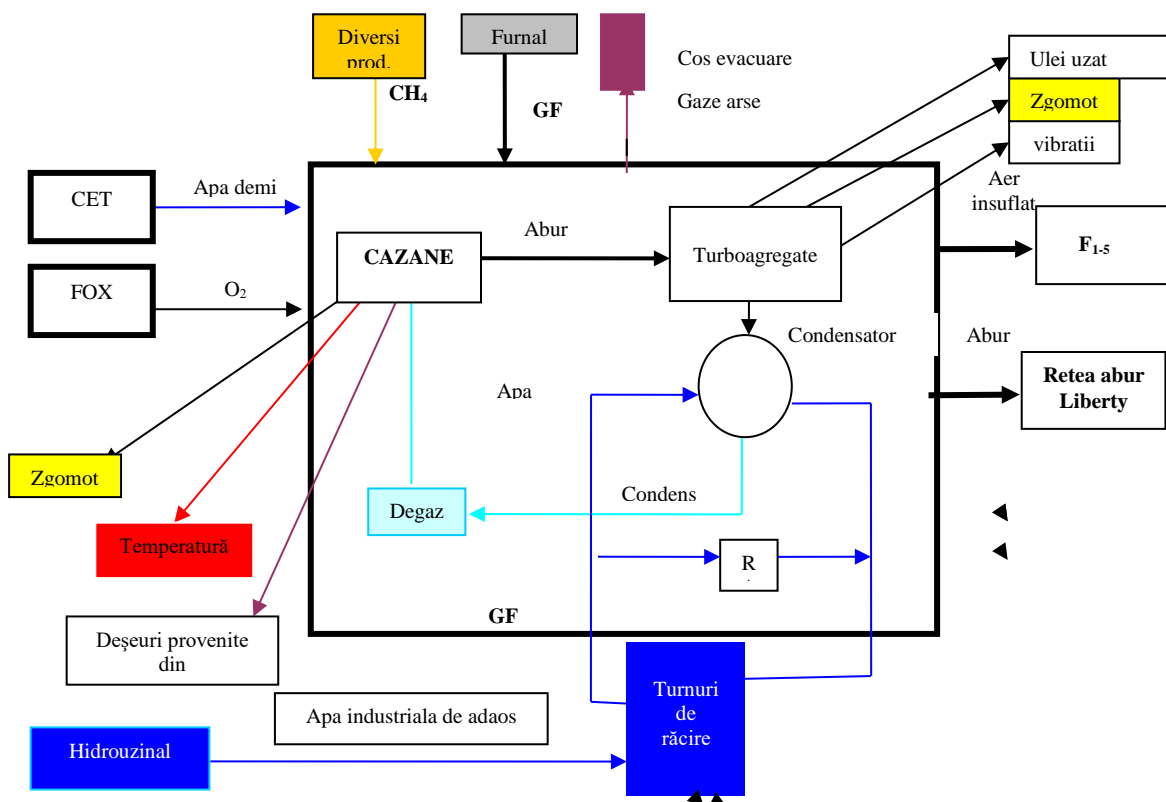 Diversi
prod.
Furnal
Cos evacuare
Gaze arse
Ulei uzat
Zgomot
vibratii
CH4
GF
CET
Apa demi
Aer
insuflat
Abur
CAZANE
Turboagregate
F1-5
FOX
O2
Condensator
Abur
Retea abur
Liberty
Apa
Zgomot
Degaz
Condens
Temperatură
R
GF
Deşeuri provenite
din
Turnuri
de
răcire
Apa industriala de adaos
Hidrouzinal